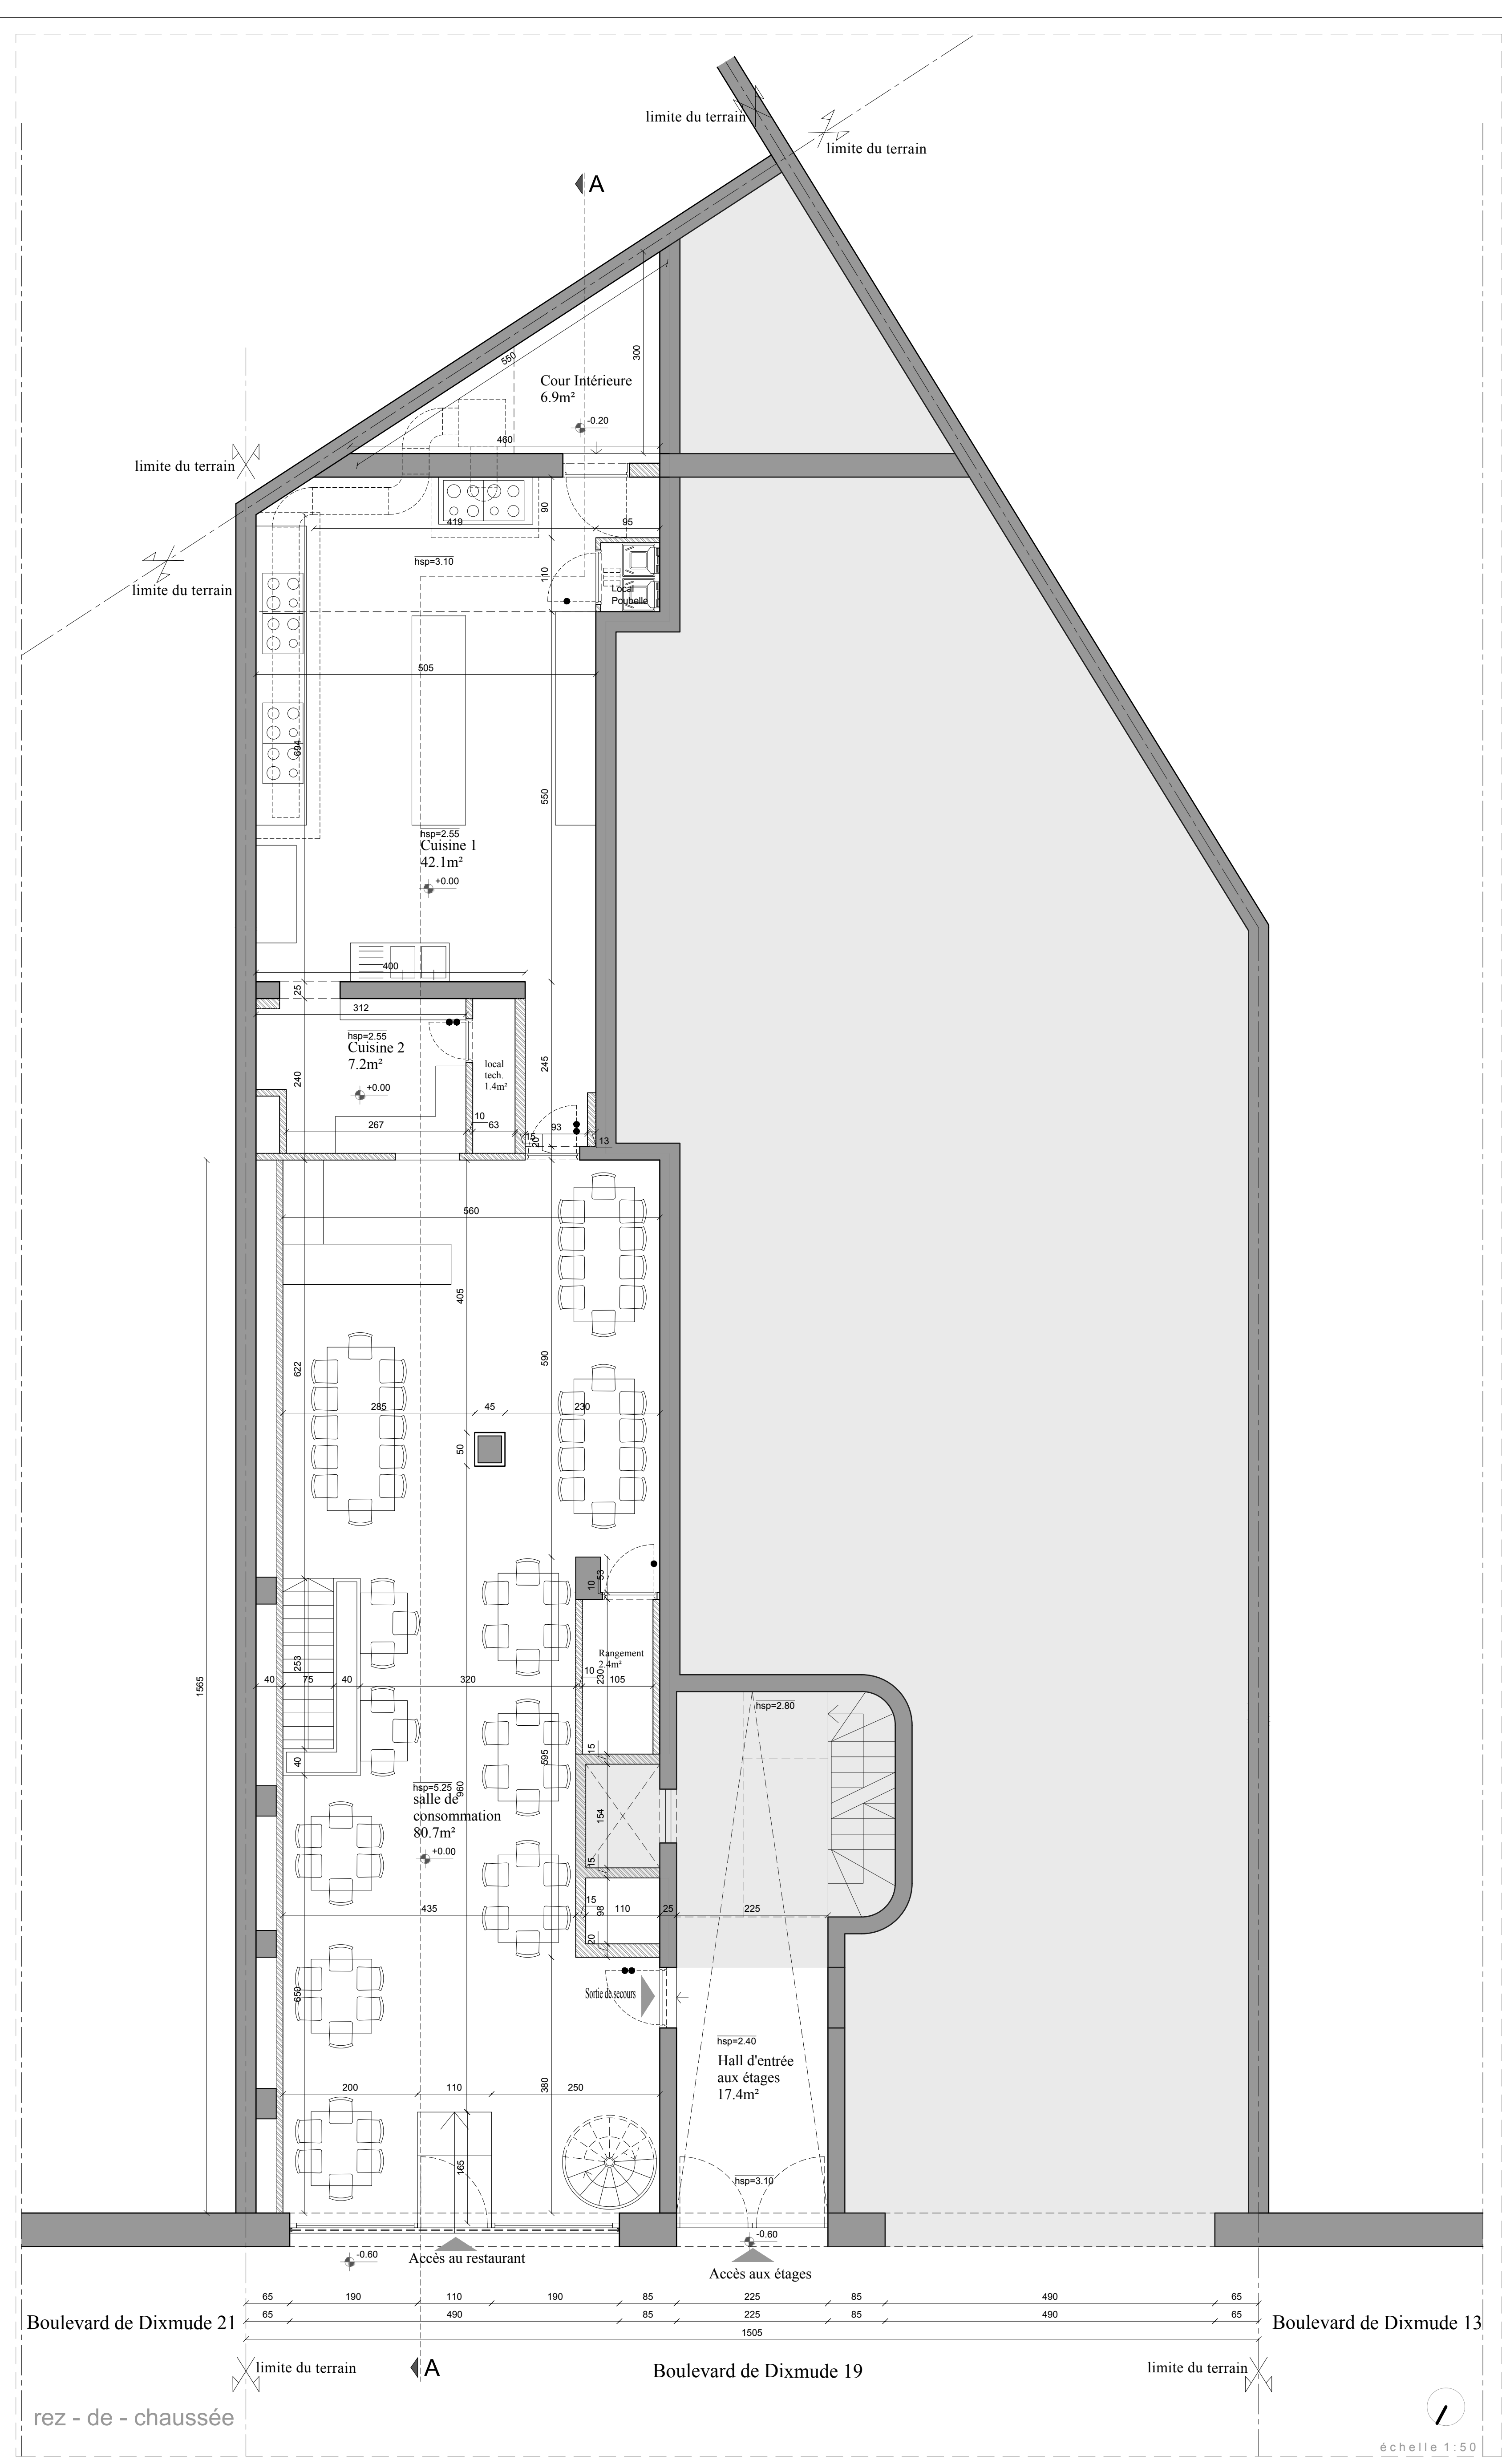 limite du terrain
limite du terrain
A
550
300
Cour Intérieure
6.9m²
-0.20
460
limite du terrain
90
419
95
hsp=3.10
110
limite du terrain
Local
Poubelle
505
694
550
hsp=2.55
Cuisine 1
42.1m²
+0.00
400
25
312
hsp=2.55
Cuisine 2
7.2m²
240
245
local
tech.
1.4m²
+0.00
10
267
63
15
20
93
13
1565
560
405
622
590
285
45
230
50
10
53
Rangement
2.4m²
253
10
230
40
75
40
320
105
hsp=2.80
15
40
595
960
hsp=5.25
salle de
consommation
80.7m²
+0.00
154
15
15
435
98
110
25
225
20
Sortie de secours
650
hsp=2.40
Hall d'entrée
aux étages
17.4m²
200
110
380
250
165
hsp=3.10
-0.60
-0.60
Accès au restaurant
Accès aux étages
65
190
110
190
85
225
85
490
65
65
490
85
225
85
490
65
1505
Boulevard de Dixmude 21
Boulevard de Dixmude 13
limite du terrain
A
Boulevard de Dixmude 19
limite du terrain
rez - de - chaussée
échelle 1:50